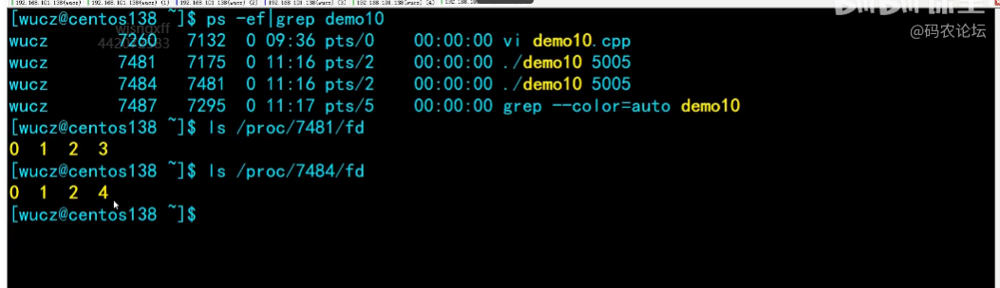 [wucz@centos138 ~]$ ps -ef|grep demo10
wucz 7260 7132 0 09:36 pts/0 00:00:00 vi demo10.cpp
wucz 7481 7175 0 11:16 pts/2 00:00:00 ./demo10 5005
wucz 7484 7481 0 11:16 pts/2 00:00:00 ./demo10 5005
wucz 7487 7295 0 11:17 pts/5 00:00:00 grep --color=auto demo10
[wucz@centos138 ~]$ ls /proc/7481/fd
0 1 2 3
[wucz@centos138 ~]$ ls /proc/7484/fd
0 1 2 4
[wucz@centos138 ~]$
@码农论坛